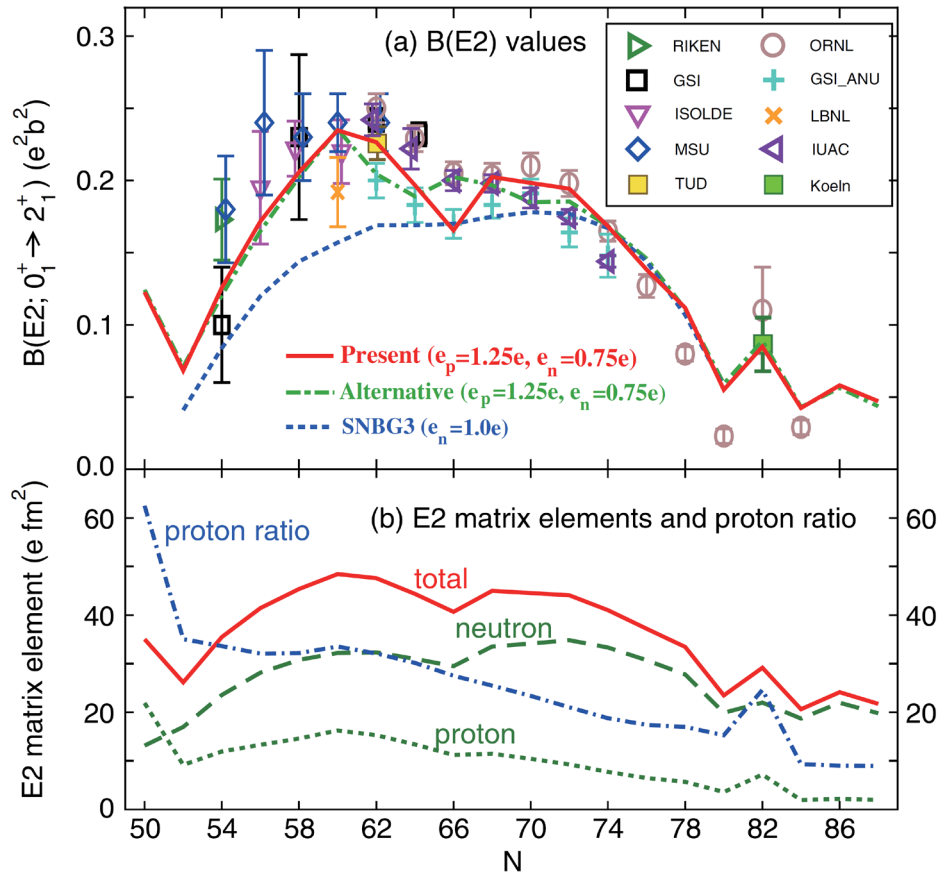 0.3
0.2
0.1
0.0
B(E2; 0₁⁺ → 2₁⁺) (e²b²)
(a) B(E2) values
RIKEN
ORNL
GSI
GSI_ANU
ISOLDE
LBNL
MSU
IUAC
TUD
Koeln
Present (eₚ=1.25e, eₙ=0.75e)
Alternative (eₚ=1.25e, eₙ=0.75e)
SNBG3 (eₙ=1.0e)
60
40
20
0
E2 matrix element (e fm²)
(b) E2 matrix elements and proton ratio
proton ratio
total
neutron
proton
60
40
20
0
50 54 58 62 66 70 74 78 82 86
N